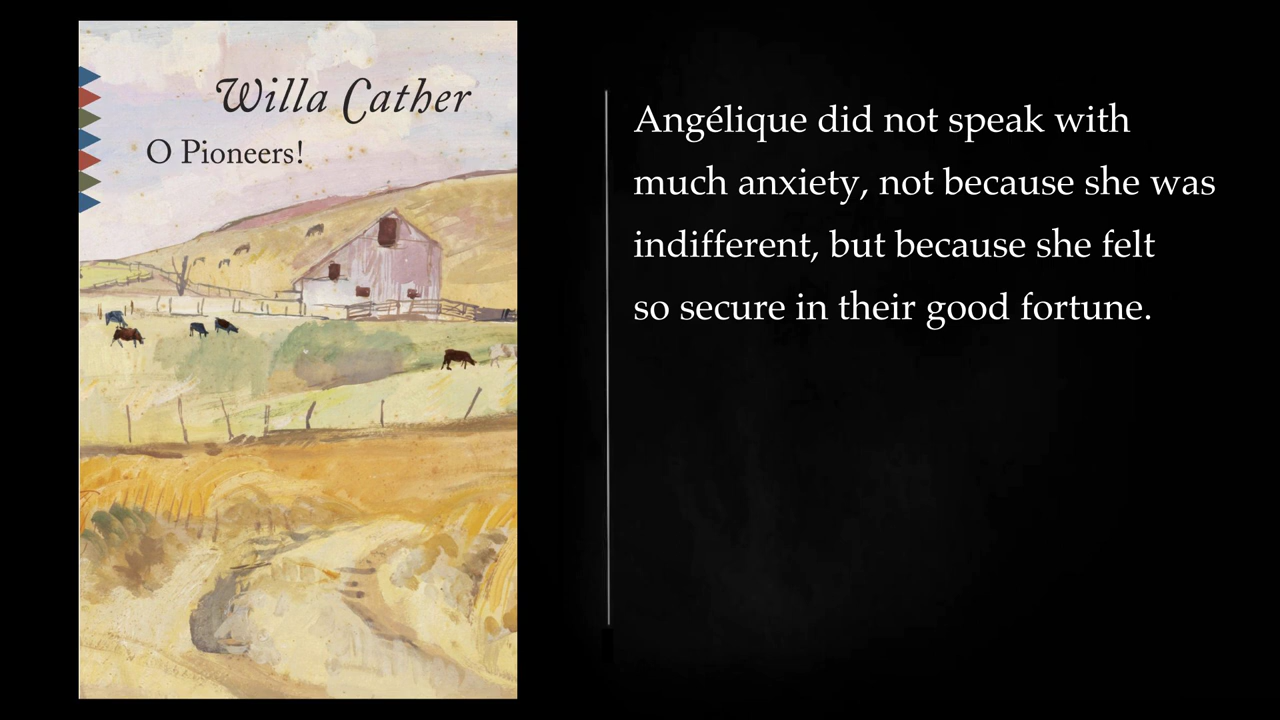 Willa Cather
O Pioneers!
Angélique did not speak with
much anxiety, not because she was
indifferent, but because she felt
so secure in their good fortune.